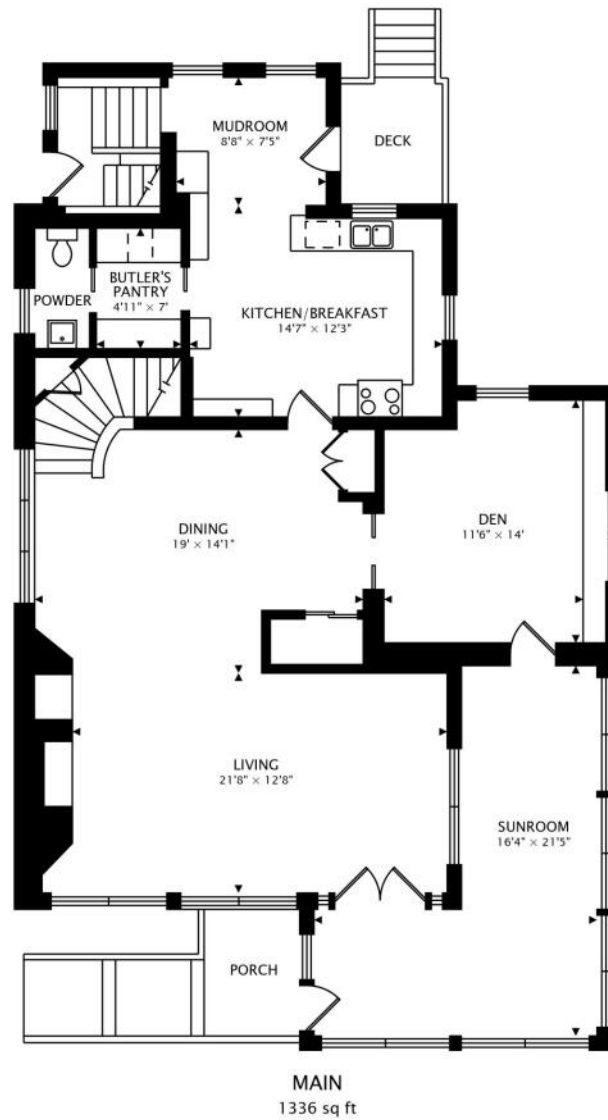 MUDROOM
8'8" × 7'5"
DECK
BUTLER'S
PANTRY
4'11" × 7'
POWDER
KITCHEN/BREAKFAST
14'7" × 12'3"
DINING
19' × 14'1"
DEN
11'6" × 14'
LIVING
21'8" × 12'8"
SUNROOM
16'4" × 21'5"
PORCH
MAIN
1336 sq ft